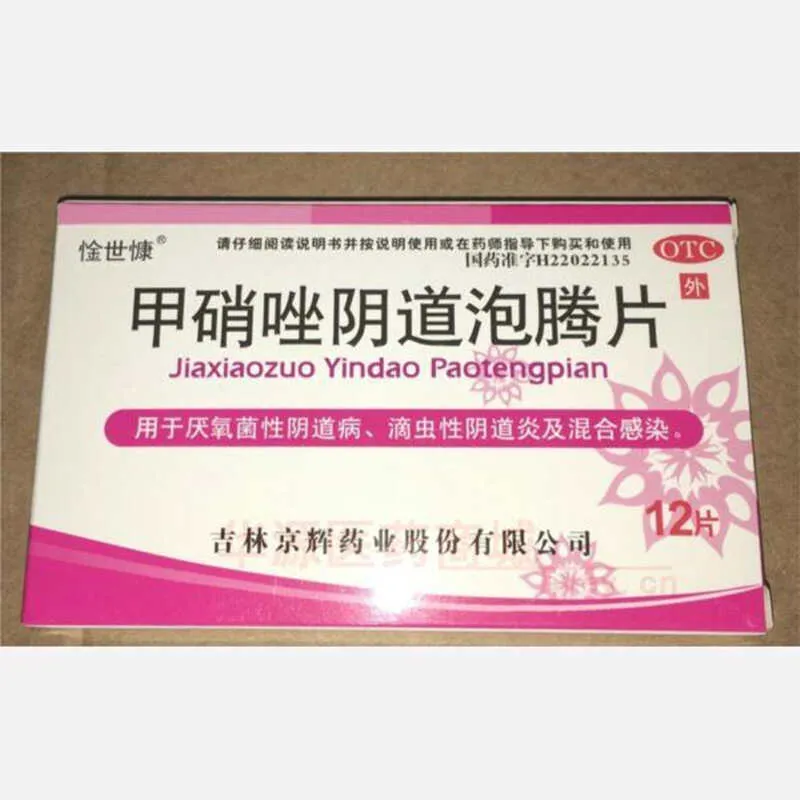 惍世慷®
请仔细阅读说明书并按说明使用或在药师指导下购买和使用
国药准字H22022135
OTC
外
甲硝唑阴道泡腾片
Jiaxiaozuo Yindao Paotengpian
用于厌氧菌性阴道病、滴虫性阴道炎及混合感染。
12片
吉林京辉药业股份有限公司